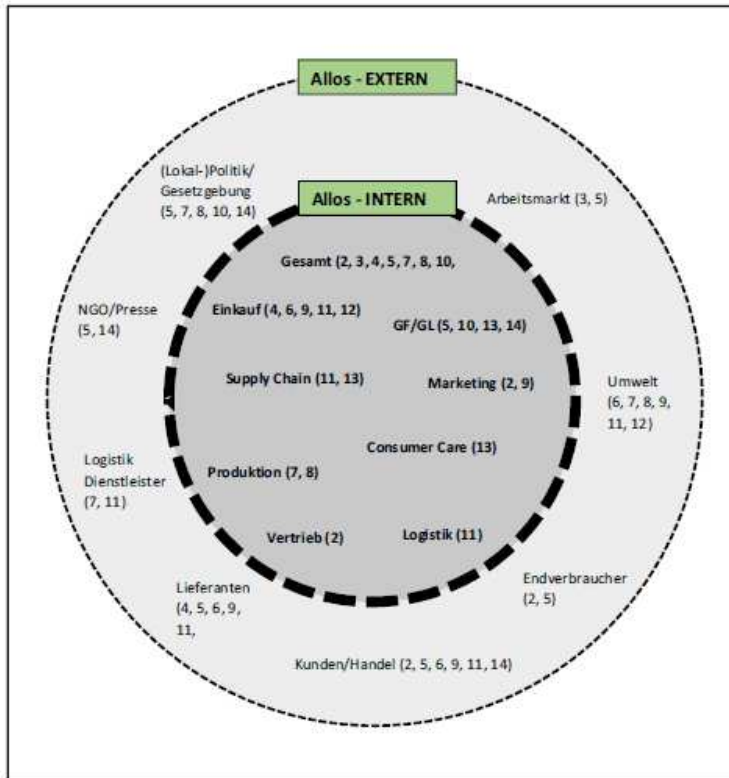 Allos - EXTERN
(Lokal-)Politik/
Gesetzgebung
(5, 7, 8, 10, 14)
Allos - INTERN
Arbeitsmarkt (3, 5)
Gesamt (2, 3, 4, 5, 7, 8, 10,
NGO/Presse
(5, 14)
Einkauf (4, 6, 9, 11, 12)
GF/GL (5, 10, 13, 14)
Supply Chain (11, 13)
Marketing (2, 9)
Umwelt
(6, 7, 8, 9,
11, 12)
Consumer Care (13)
Logistik
Dienstleister
(7, 11)
Produktion (7, 8)
Vertrieb (2)
Logistik (11)
Endverbraucher
(2, 5)
Lieferanten
(4, 5, 6, 9,
11,
Kunden/Handel (2, 5, 6, 9, 11, 14)